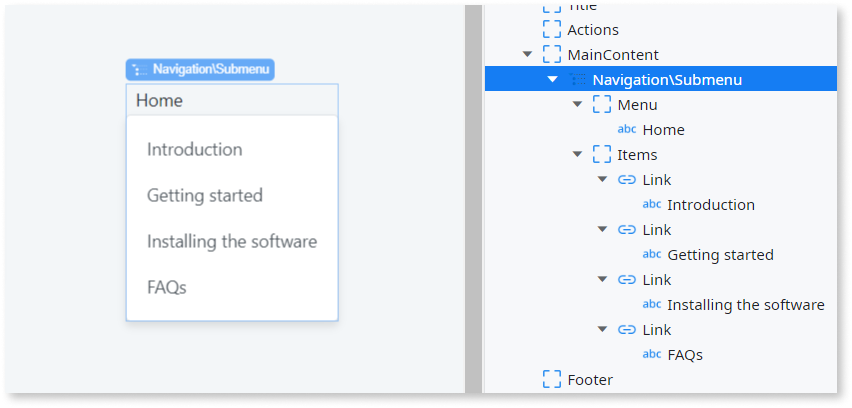 Navigation\Submenu
Home
Introduction
Getting started
Installing the software
FAQs
Title
Actions
MainContent
Navigation\Submenu
Menu
abc Home
Items
Link
abc Introduction
Link
abc Getting started
Link
abc Installing the software
Link
abc FAQs
Footer